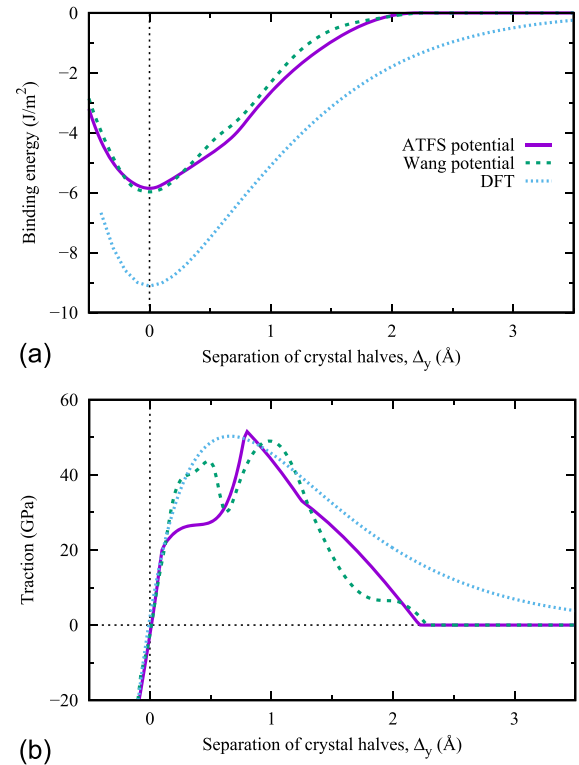 0
−2
−4
−6
−8
−10
Binding energy (J/m²)
ATFS potential
Wang potential
DFT
0 1 2 3
(a)
Separation of crystal halves, Δy (Å)
60
40
20
0
−20
Traction (GPa)
0 1 2 3
(b)
Separation of crystal halves, Δy (Å)